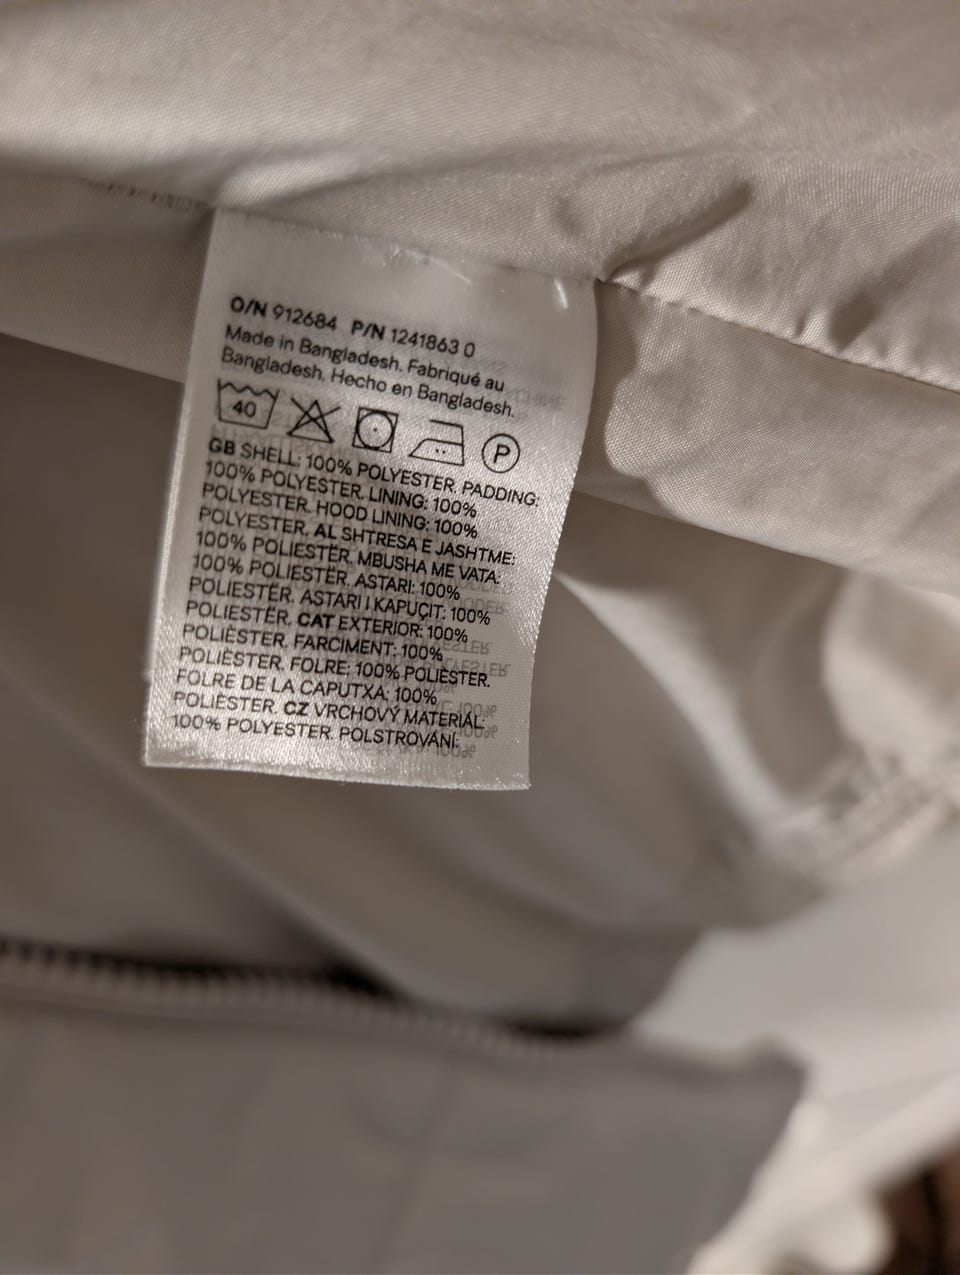 O/N 912684 P/N 1241863 0
Made in Bangladesh. Fabriqué au
Bangladesh. Hecho en Bangladesh.
40 P
GB SHELL: 100% POLYESTER. PADDING:
100% POLYESTER. LINING: 100%
POLYESTER. HOOD LINING: 100%
POLYESTER. AL SHTRESA E JASHTME:
100% POLIESTËR. MBUSHA ME VATA:
100% POLIESTËR. ASTARI: 100%
POLIESTËR. ASTARI I KAPUÇIT: 100%
POLIESTËR. CAT EXTERIOR: 100%
POLIÈSTER. FARCIMENT: 100%
POLIÈSTER. FOLRE: 100% POLIÈSTER.
FOLRE DE LA CAPUTXA: 100%
POLIÈSTER. CZ VRCHOVÝ MATERIÁL:
100% POLYESTER. POLSTROVÁNÍ: